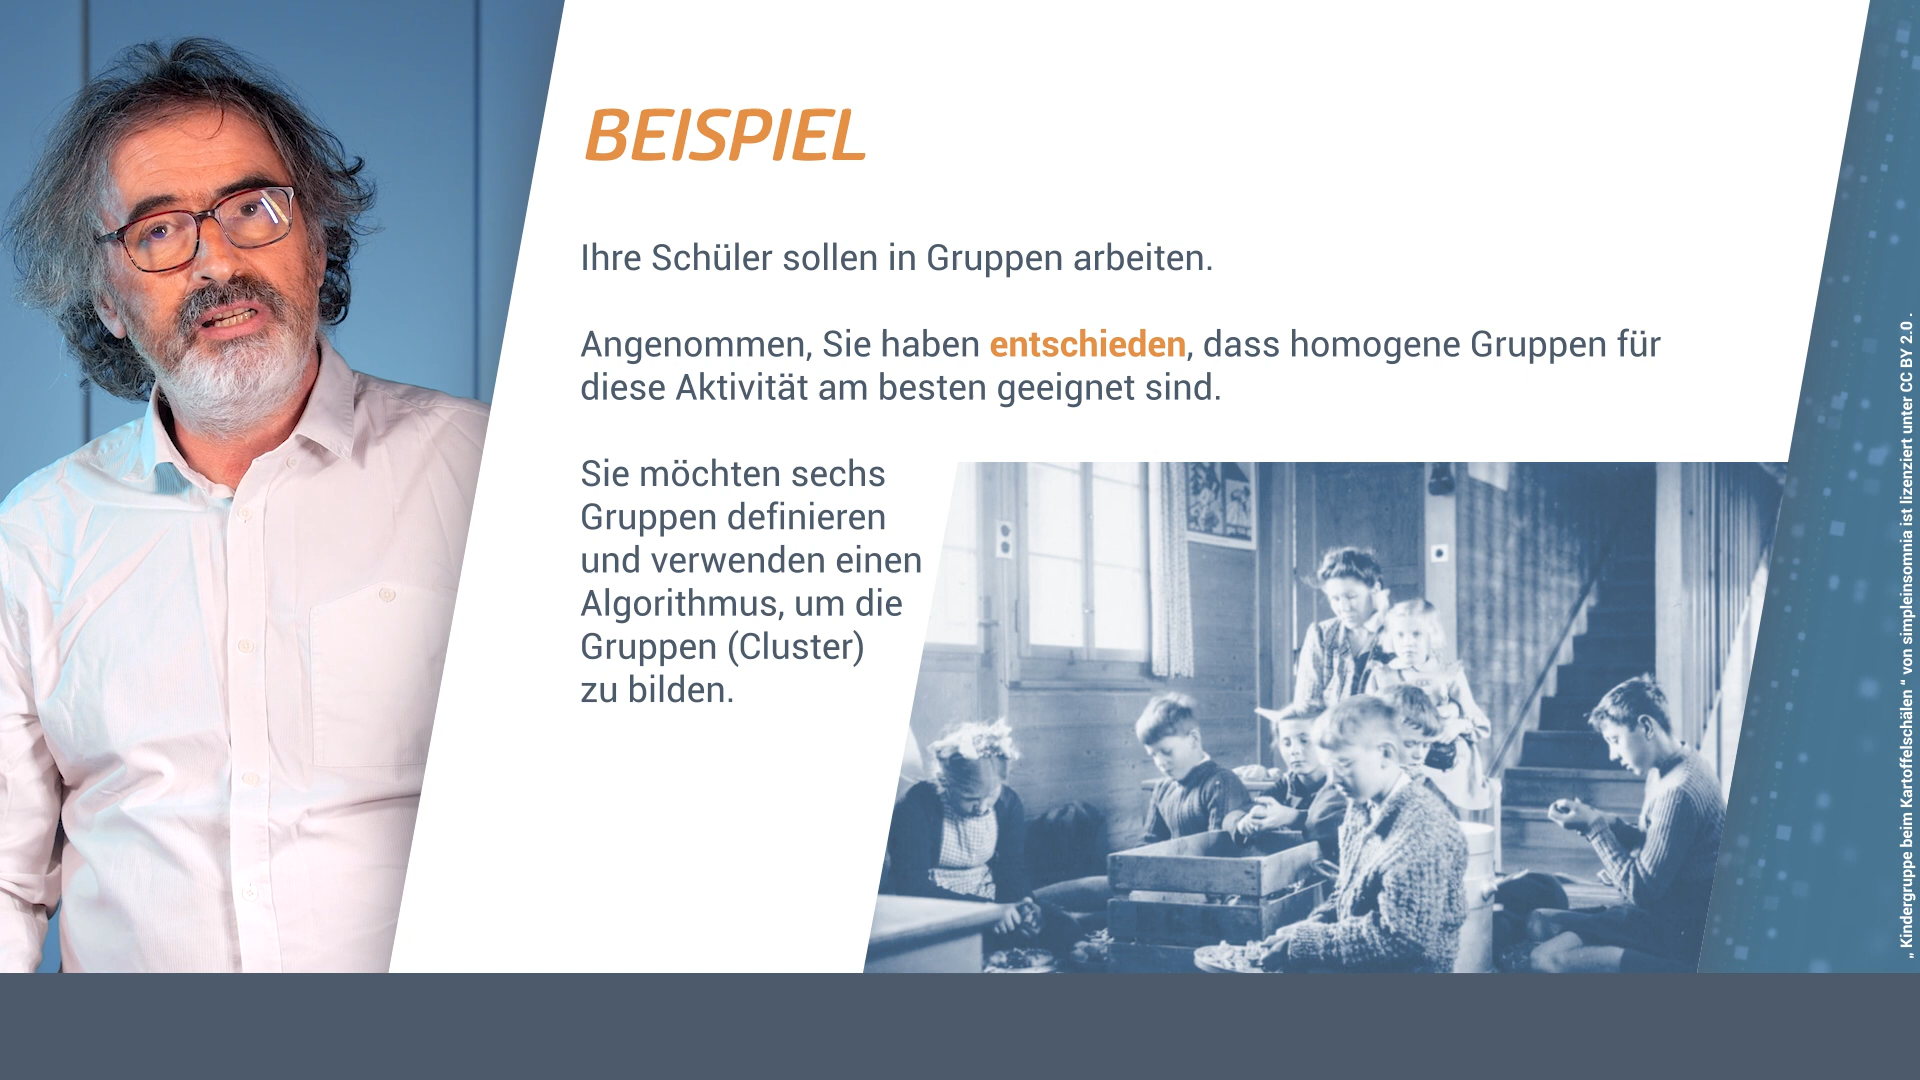 BEISPIEL
Ihre Schüler sollen in Gruppen arbeiten.
Angenommen, Sie haben entschieden, dass homogene Gruppen für
diese Aktivität am besten geeignet sind.
Sie möchten sechs
Gruppen definieren
und verwenden einen
Algorithmus, um die
Gruppen (Cluster)
zu bilden.
„ Kindergruppe beim Kartoffelschälen “ von simpleinsomnia ist lizenziert unter CC BY 2.0 .